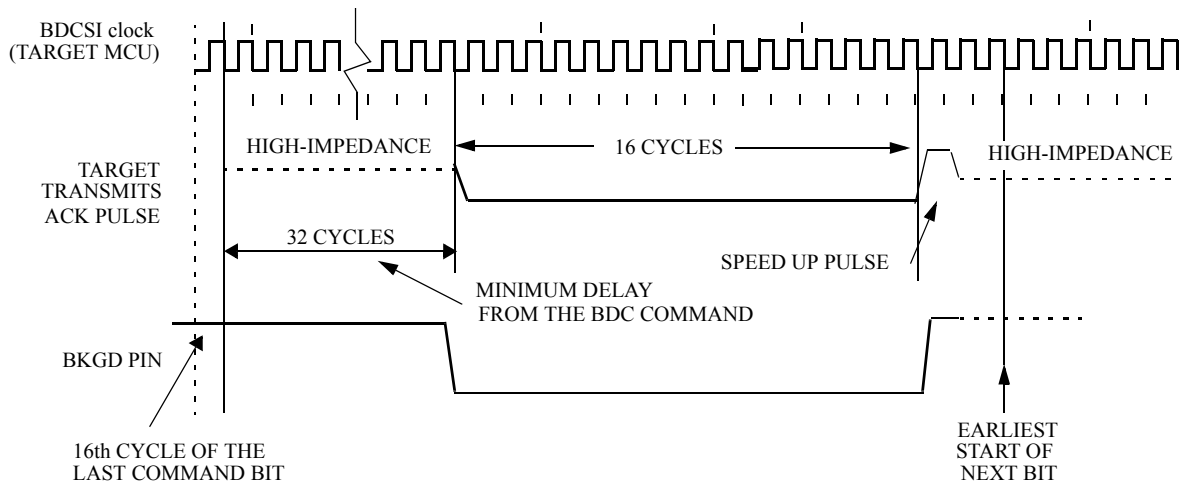 BDCSI clock
(TARGET MCU)
HIGH-IMPEDANCE
16 CYCLES
HIGH-IMPEDANCE
TARGET
TRANSMITS
ACK PULSE
32 CYCLES
SPEED UP PULSE
MINIMUM DELAY
FROM THE BDC COMMAND
BKGD PIN
16th CYCLE OF THE
LAST COMMAND BIT
EARLIEST
START OF
NEXT BIT